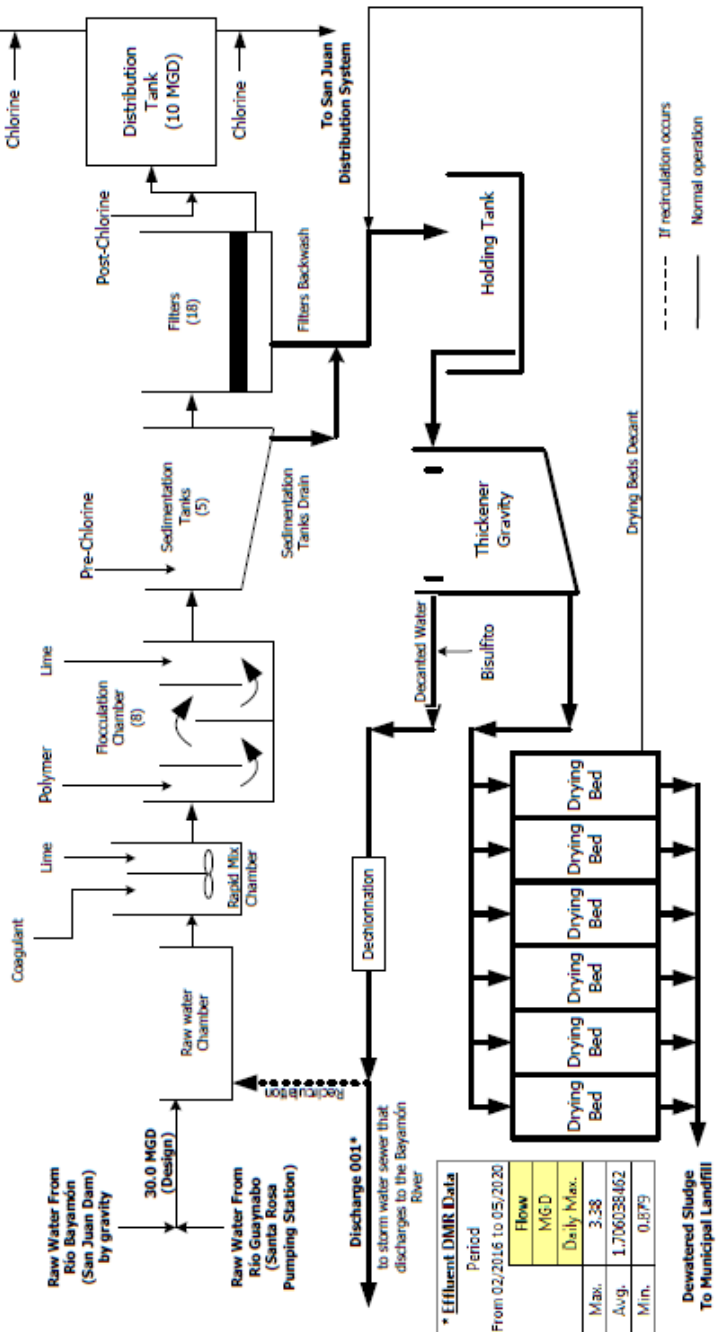 Chlorine
Distribution
Tank
(10 MGD)
Chlorine
To San Juan
Distribution System
Post-Chlorine
Filters
(18)
Filters Backwash
Pre-Chlorine
Sedimentation
Tanks
(5)
Sedimentation
Tanks Drain
Lime
Polymer
Flocculation
Chamber
(8)
Lime
Coagulant
Rapid Mix
Chamber
Raw water
Chamber
Raw Water From
Rio Bayamón
(San Juan Dam)
by gravity
30.0 MGD
(Design)
Raw Water From
Río Guaynabo
(Santa Rosa
Pumping Station)
Recirculation
Discharge 001*
to storm water sewer that
discharges to the Bayamón
River
Dechlorination
Decanted Water
Bisulfito
Thickener
Gravity
Holding Tank
Drying Beds Decant
Drying
Bed
Drying
Bed
Drying
Bed
Drying
Bed
Drying
Bed
Drying
Bed
If recirculation occurs
Normal operation
* Effluent DMR Data
Period
From 02/2016 to 05/2020
Flow
MGD
Daily Max.
Max. 3.38
Avg. 1.706038462
Min. 0.879
Dewatered Sludge
To Municipal Landfill